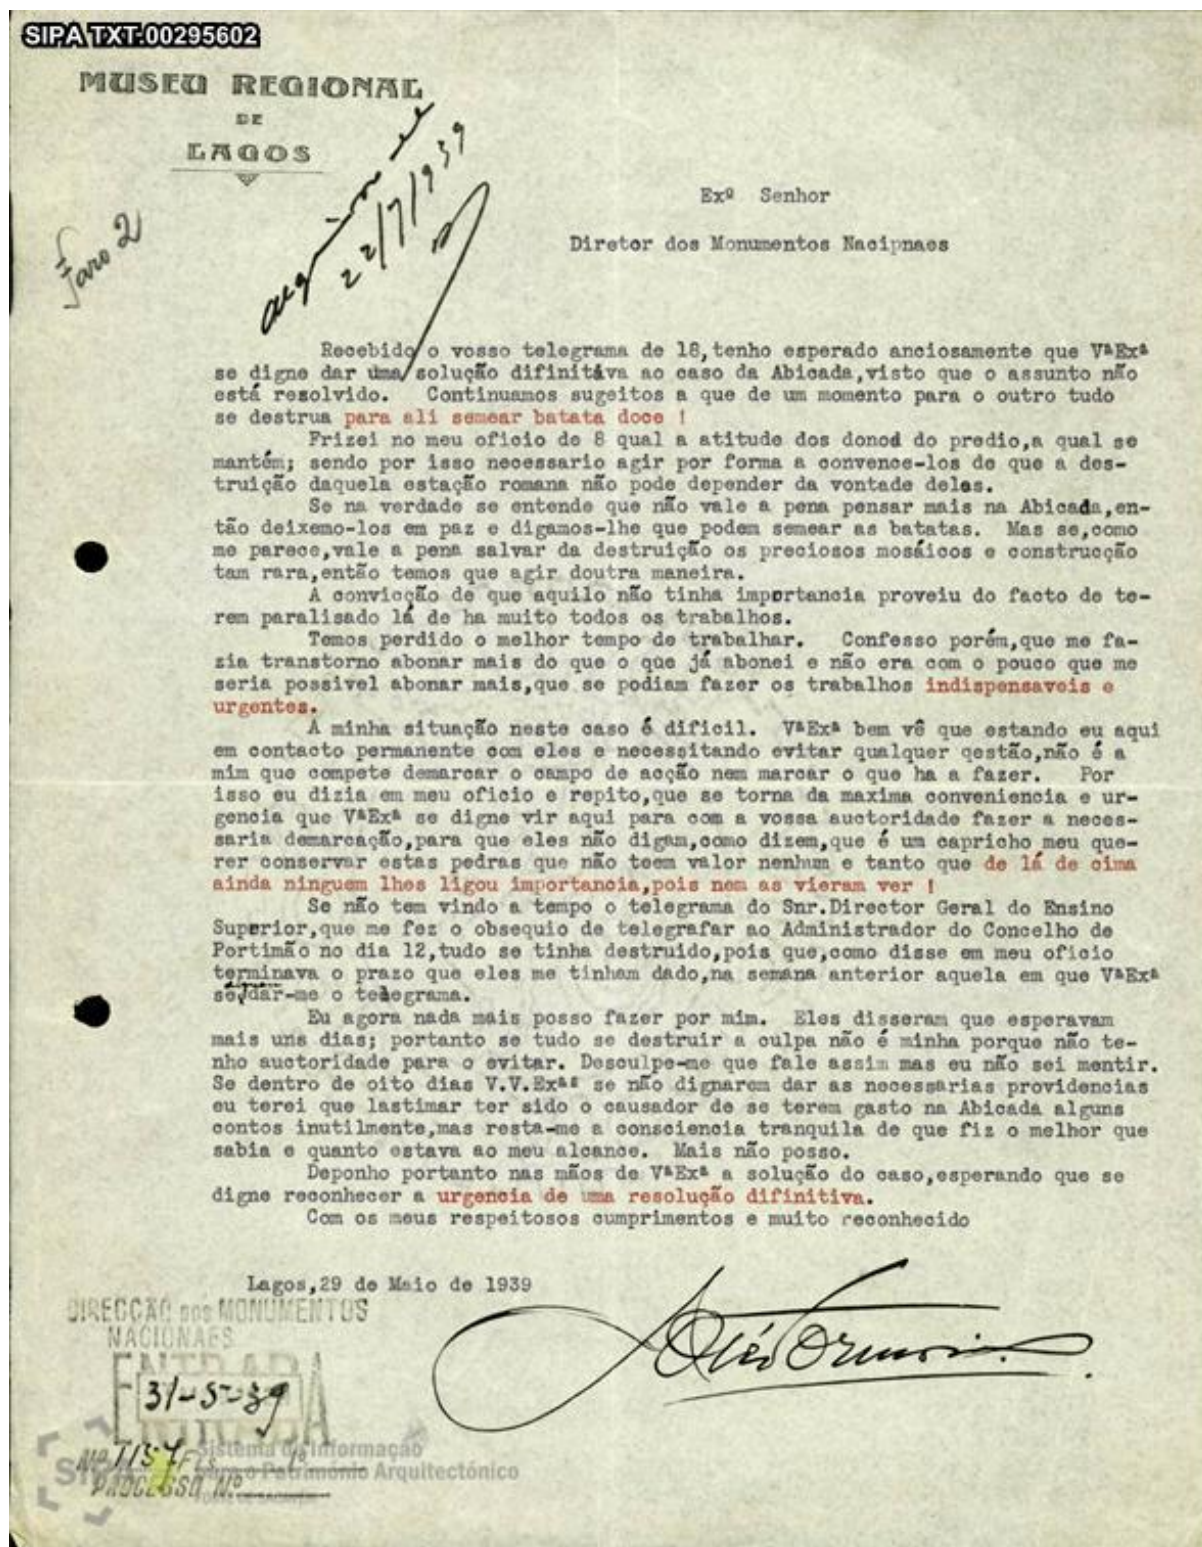 SIPA TXT.00295602
MUSEU REGIONAL
DE
LAGOS
22/7/939
Faro 2
Exº Senhor
Diretor dos Monumentos Nacipnaes
Recebido o vosso telegrama de 18,tenho esperado anciosamente que VªExª
se digne dar uma solução difinitáva ao caso da Abicada,visto que o assunto não
está resolvido. Continuamos sugeitos a que de um momento para o outro tudo
se destrua para ali semear batata doce !
Frizei no meu oficio de 8 qual a atitude dos donod do predio,a qual se
mantém; sendo por isso necessario agir por forma a convence-los de que a des-
truição daquela estação romana não pode depender da vontade deles.
Se na verdade se entende que não vale a pena pensar mais na Abicada,en-
tão deixemo-los em paz e digamos-lhe que podem semear as batatas. Mas se,como
me parece,vale a pena salvar da destruição os preciosos mosáicos e construcção
tam rara,então temos que agir doutra maneira.
A convicção de que aquilo não tinha importancia proveiu do facto de te-
rem paralisado lá de ha muito todos os trabalhos.
Temos perdido o melhor tempo de trabalhar. Confesso porém,que me fa-
zia transtorno abonar mais do que o que já abonei e não era com o pouco que me
seria possivel abonar mais,que se podiam fazer os trabalhos indispensaveis e
urgentes.
A minha situação neste caso é dificil. VªExª bem vê que estando eu aqui
em contacto permanente com eles e necessitando evitar qualquer qestão,não é a
mim que compete demarcar o campo de acção nem marcar o que ha a fazer. Por
isso eu dizia em meu oficio e repito,que se torna da maxima conveniencia e ur-
gencia que VªExª se digne vir aqui para com a vossa auctoridade fazer a neces-
saria demarcação,para que eles não digam,como dizem,que é um capricho meu que-
rer conservar estas pedras que não teem valor nenhum e tanto que de lá de cima
ainda ninguem lhes ligou importancia,pois nem as vieram ver !
Se não tem vindo a tempo o telegrama do Snr.Director Geral do Ensino
Superior,que me fez o obsequio de telegrafar ao Administrador do Concelho de
Portimão no dia 12,tudo se tinha destruido,pois que,como disse em meu oficio
terminava o prazo que eles me tinham dado,na semana anterior aquela em que VªExª
se dar-me o telegrama.
Eu agora nada mais posso fazer por mim. Eles disseram que esperavam
mais uns dias; portanto se tudo se destruir a culpa não é minha porque não te-
nho auctoridade para o evitar. Desculpe-me que fale assim mas eu não sei mentir.
Se dentro de oito dias V.V.Exªs se não dignarem dar as necessarias providencias
eu terei que lastimar ter sido o causador de se terem gasto na Abicada alguns
contos inutilmente,mas resta-me a consciencia tranquila de que fiz o melhor que
sabia e quanto estava ao meu alcance. Mais não posso.
Deponho portanto nas mãos de VªExª a solução do caso,esperando que se
digne reconhecer a urgencia de uma resolução difinitiva.
Com os meus respeitosos cumprimentos e muito reconhecido
Lagos,29 de Maio de 1939
DIRECÇÃO DOS MONUMENTOS
NACIONAES
ENTRADA
31-5-39
Nº 1157 Fls
PROCESSO Nº
SIPA Sistema de Informação
para o Património Arquitectónico